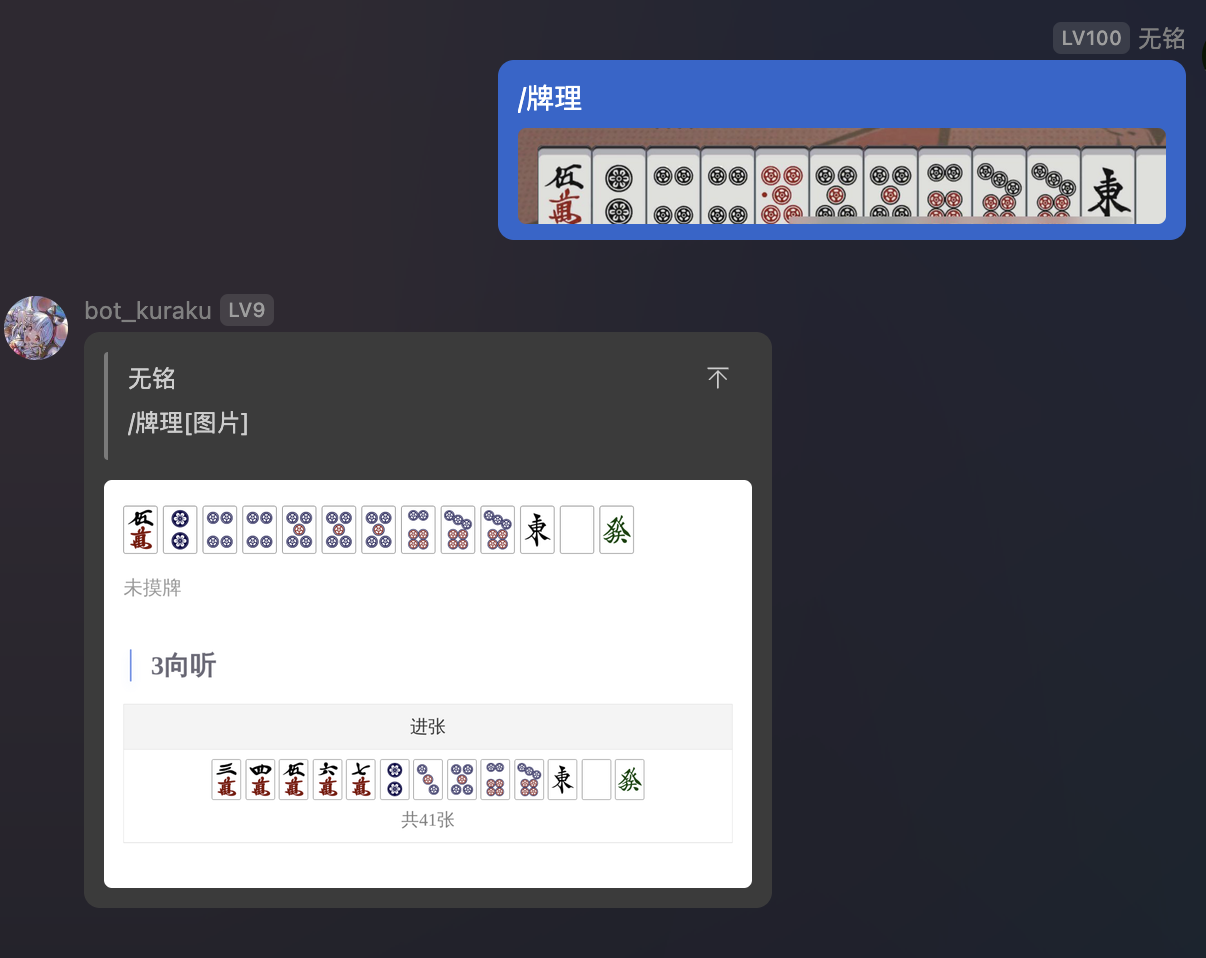 LV100 无铭
/牌理
伍萬 東
bot_kuraku LV9
无铭
/牌理[图片]
伍萬 東 發
未摸牌
3向听
进张
三萬 四萬 伍萬 六萬 七萬 東 發
共41张